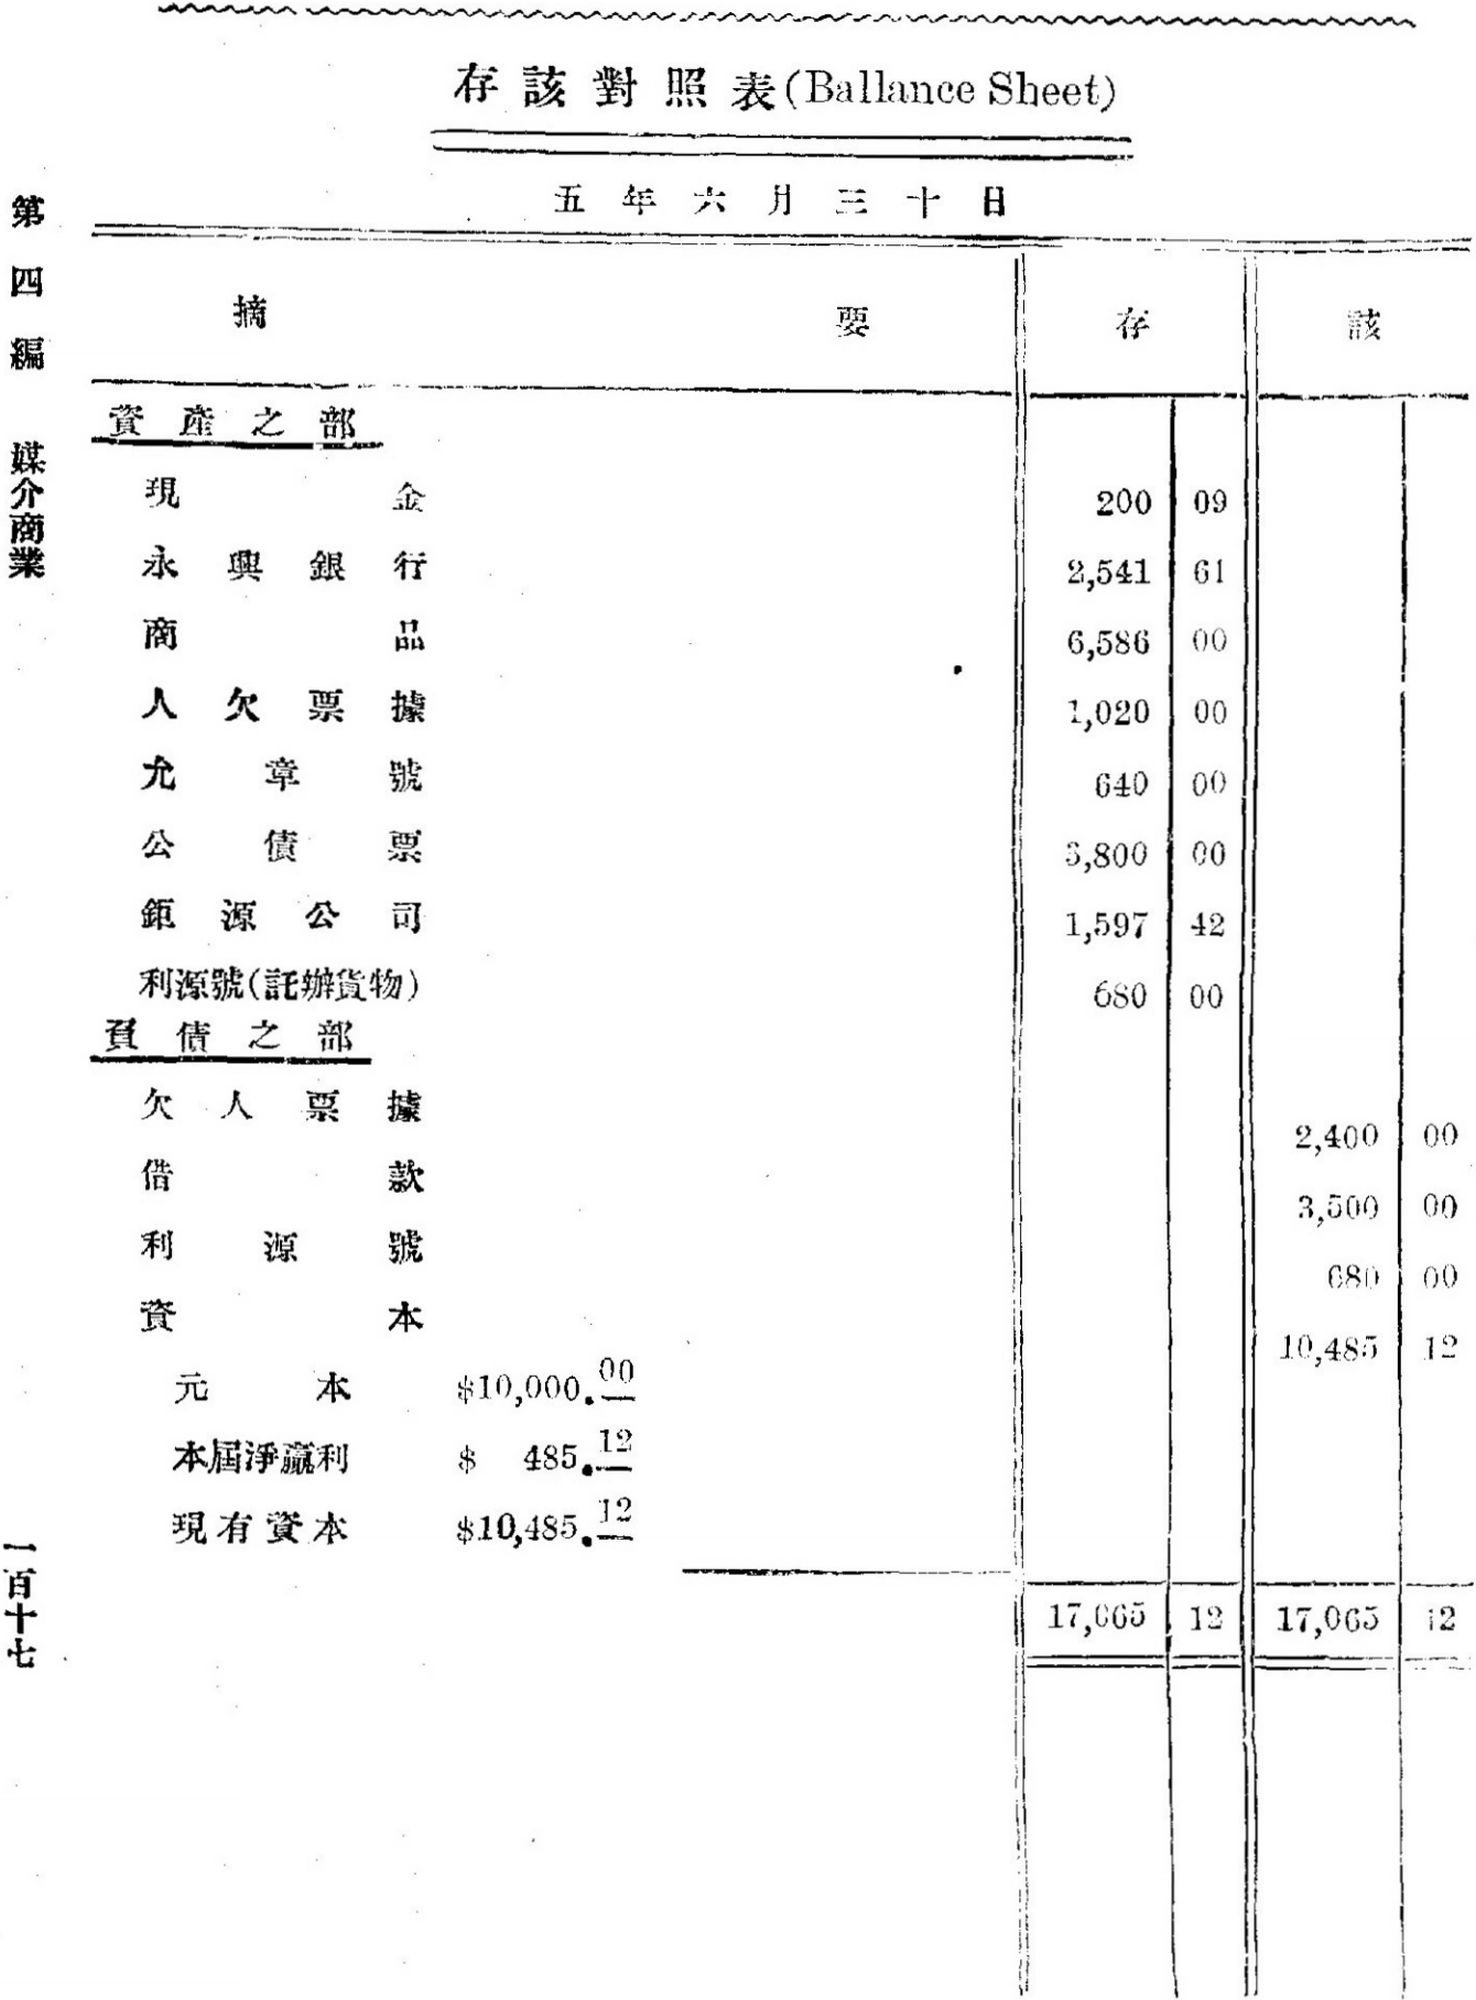 存該對照表(Ballance Sheet)
五年六月三十日
摘要 存 該
資產之部
現金 200 09
永興銀行 2,541 61
商品 6,586 00
人欠票據 1,020 00
允章號 640 00
公債票 3,800 00
鉅源公司 1,597 42
利源號(託辦貨物) 680 00
負債之部
欠人票據 2,400 00
借款 3,500 00
利源號 680 00
資本 10,485 12
元本 $10,000.00
本屆淨贏利 $ 485.12
現有資本 $10,485.12
17,065 12 17,065 12
第四編 媒介商業
一百十七